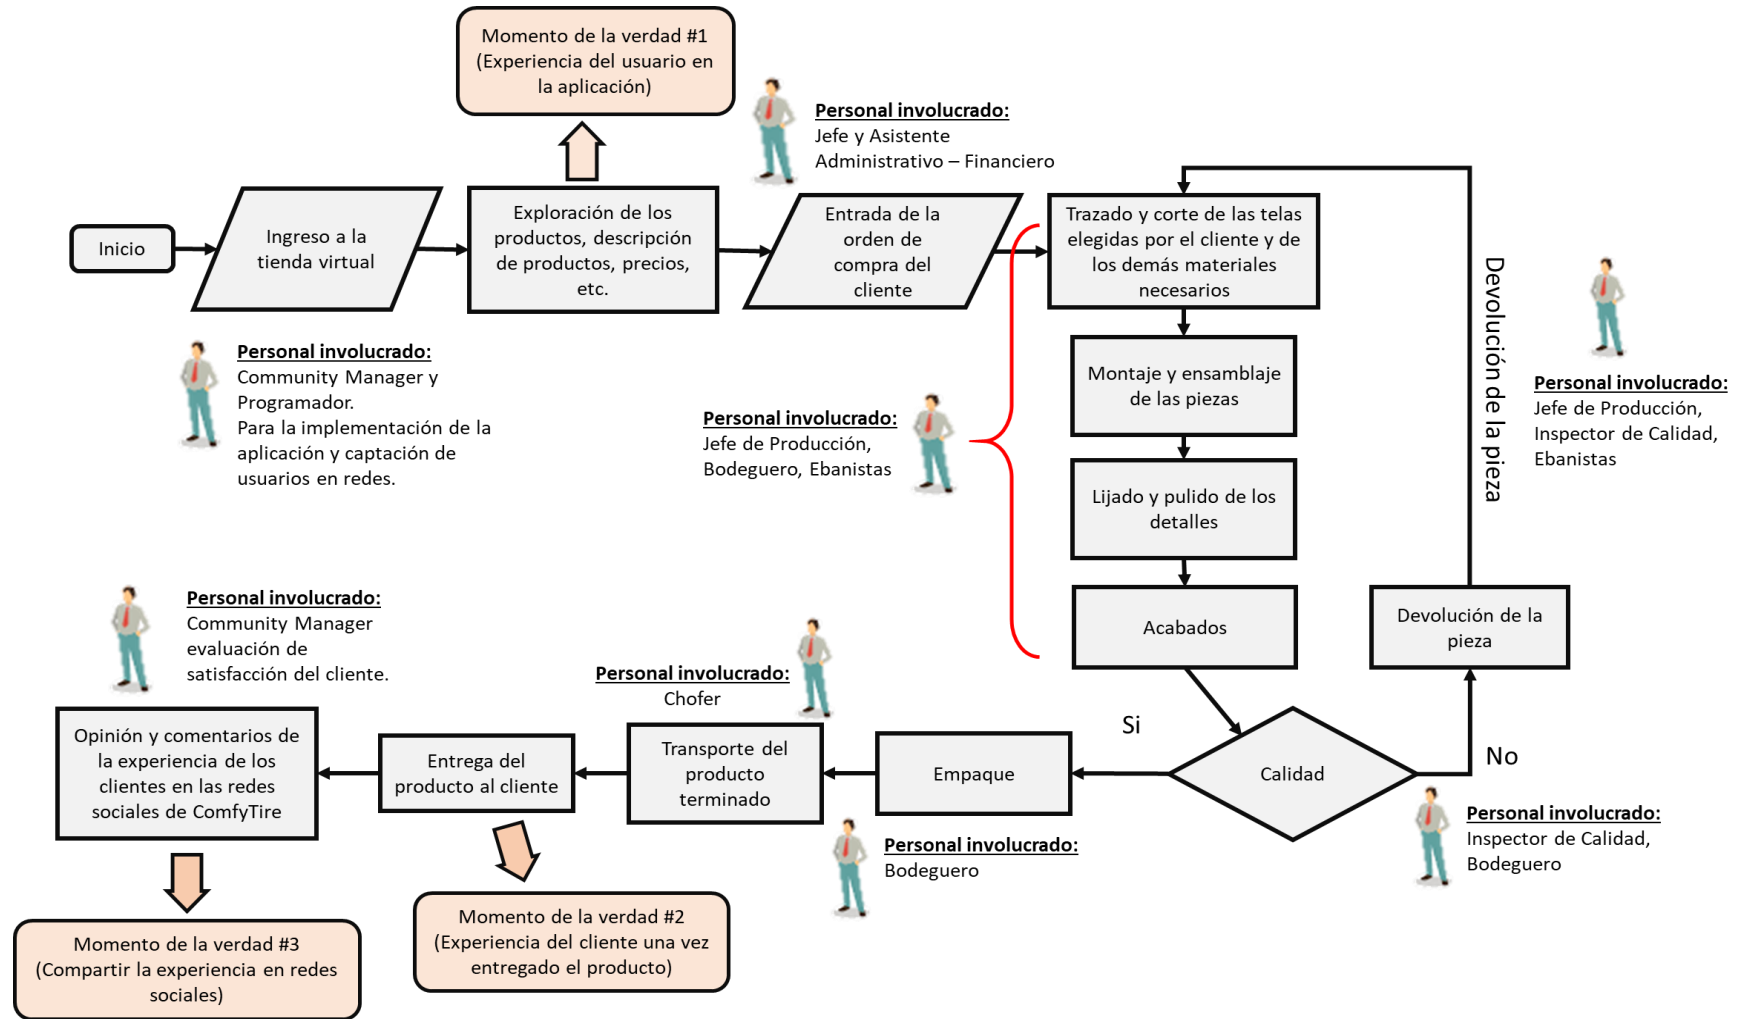 Momento de la verdad #1
(Experiencia del usuario en
la aplicación)
Personal involucrado:
Jefe y Asistente
Administrativo – Financiero
Inicio
Ingreso a la
tienda virtual
Exploración de los
productos, descripción
de productos, precios,
etc.
Entrada de la
orden de
compra del
cliente
Trazado y corte de las telas
elegidas por el cliente y de
los demás materiales
necesarios
Devolución de la pieza
Personal involucrado:
Jefe de Producción,
Inspector de Calidad,
Ebanistas
Personal involucrado:
Community Manager y
Programador.
Para la implementación de la
aplicación y captación de
usuarios en redes.
Montaje y ensamblaje
de las piezas
Personal involucrado:
Jefe de Producción,
Bodeguero, Ebanistas
Lijado y pulido de los
detalles
Acabados
Devolución de la
pieza
Personal involucrado:
Community Manager
evaluación de
satisfacción del cliente.
Personal involucrado:
Chofer
Si
No
Calidad
Empaque
Transporte del
producto
terminado
Entrega del
producto al cliente
Opinión y comentarios de
la experiencia de los
clientes en las redes
sociales de ComfyTire
Personal involucrado:
Inspector de Calidad,
Bodeguero
Personal involucrado:
Bodeguero
Momento de la verdad #2
(Experiencia del cliente una vez
entregado el producto)
Momento de la verdad #3
(Compartir la experiencia en redes
sociales)